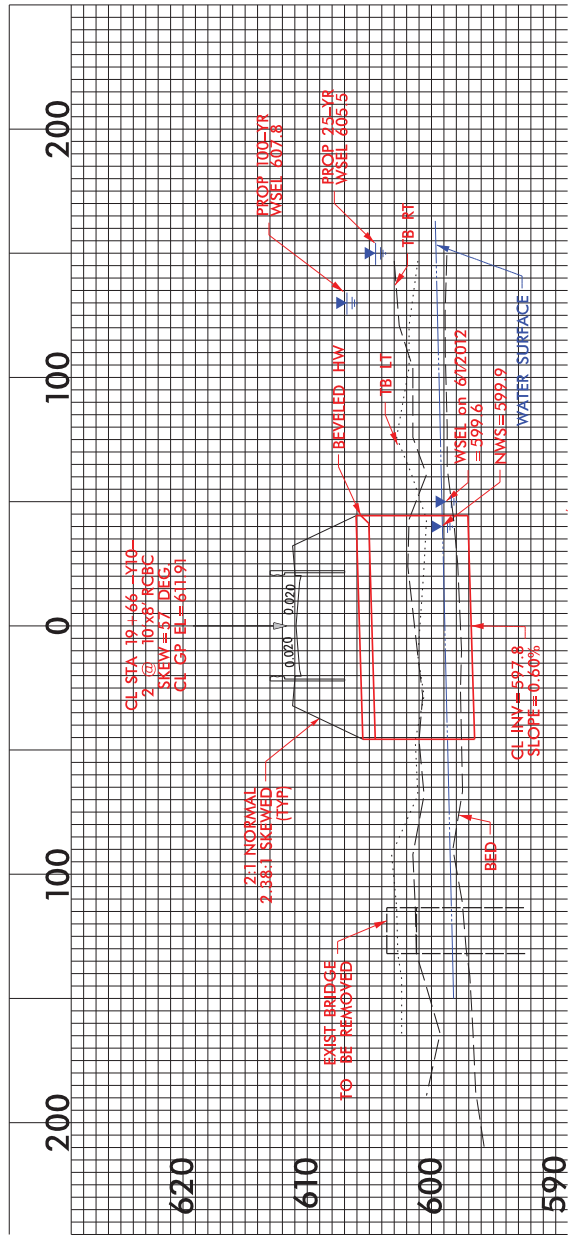 CL STA 19+66 -Y10-
2 @ 10'x8' RCBC
SKEW=57 DEG.
CL GP EL=611.91
PROP 100-YR
WSEL 607.8
PROP 25-YR
WSEL 605.5
2:1 NORMAL
2.38:1 SKEWED
(TYP)
0.020
0.020
BEVELED HW
EXIST BRIDGE
TO BE REMOVED
TB LT
TB RT
BED
CL INV=597.8
SLOPE=0.60%
WSEL on 6/1/2012
=599.6
NWS=599.9
WATER SURFACE
620
610
600
590
200
100
0
100
200